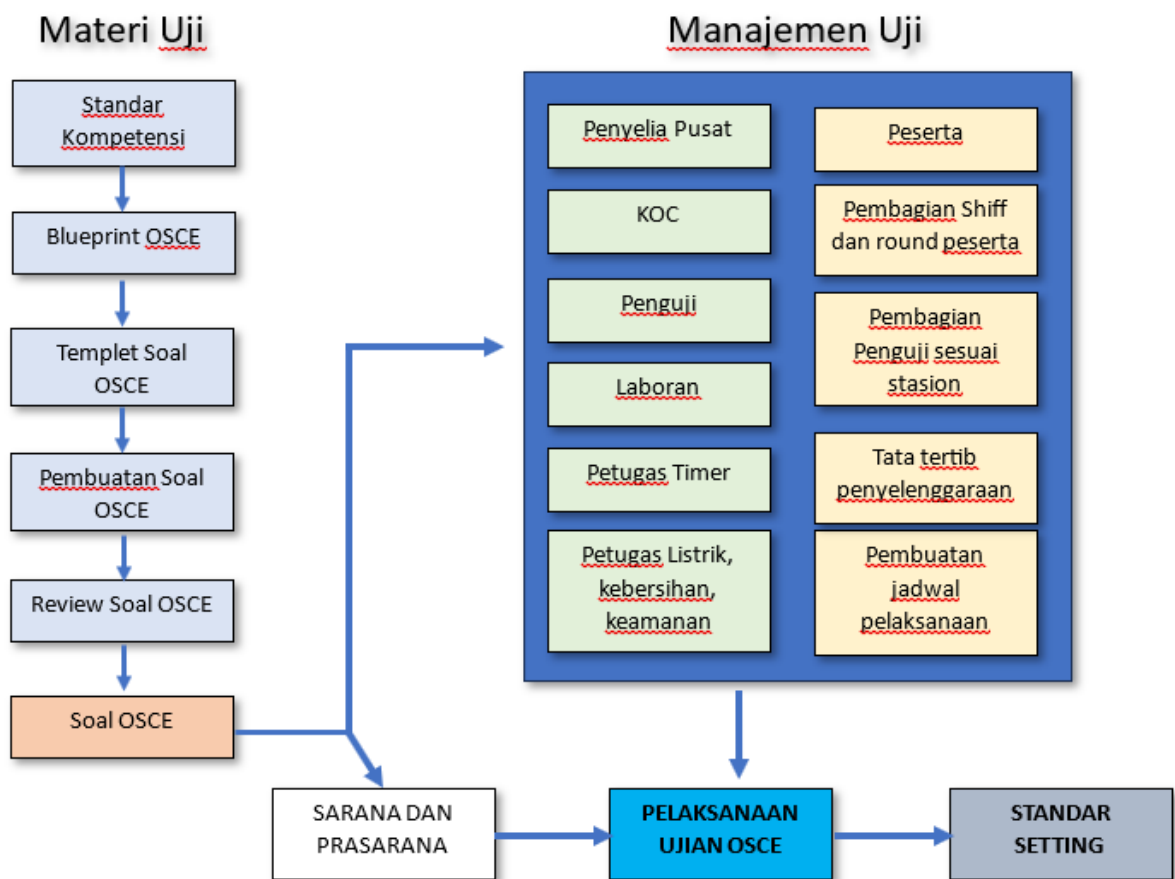 Materi Uji
Standar
Kompetensi
Blueprint OSCE
Templet Soal
OSCE
Pembuatan Soal
OSCE
Review Soal OSCE
Soal OSCE
Manajemen Uji
Penyelia Pusat
KOC
Penguji
Laboran
Petugas Timer
Petugas Listrik,
kebersihan,
keamanan
Peserta
Pembagian Shiff
dan round peserta
Pembagian
Penguji sesuai
stasion
Tata tertib
penyelenggaraan
Pembuatan
jadwal
pelaksanaan
SARANA DAN
PRASARANA
PELAKSANAAN
UJIAN OSCE
STANDAR
SETTING